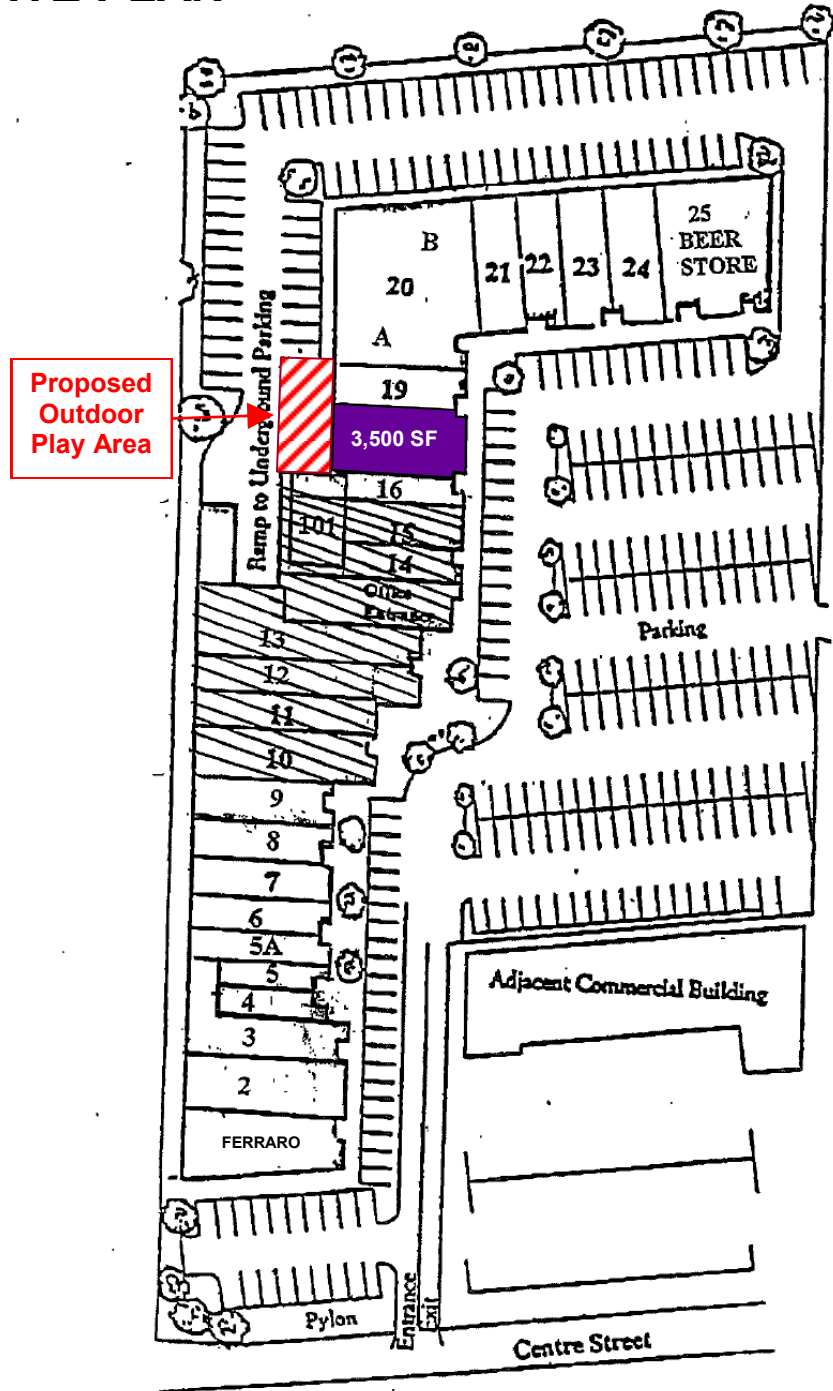 B
25
BEER
STORE
20
21
22
23
24
A
19
Proposed
Outdoor
Play Area
3,500 SF
Ramp to Underground Parking
16
101
15
14
Office
Entrance
13
12
11
10
9
8
7
6
5A
5
4
3
2
FERRARO
Parking
Adjacent Commercial Building
Pylon
Entrance
Exit
Centre Street